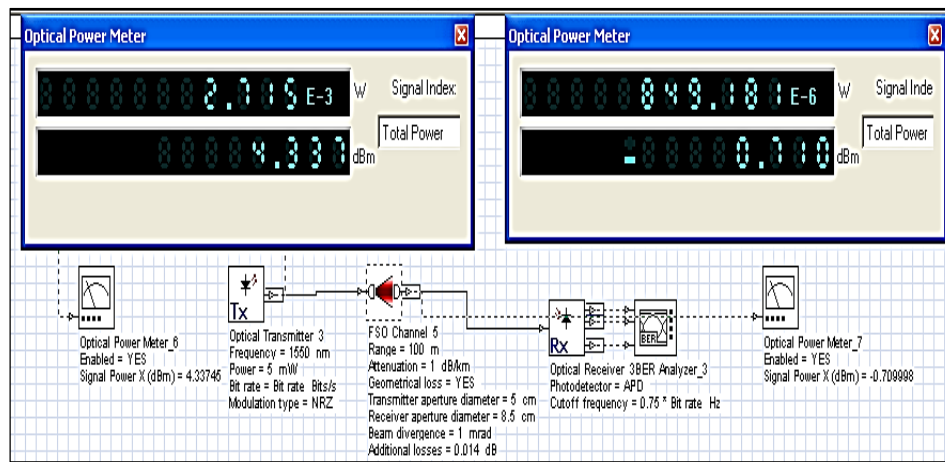 Optical Power Meter
2.715 E-3 W
Signal Index:
Total Power
4.337 dBm
Optical Power Meter
849.181 E-6 W
Signal Inde
Total Power
- 0.710 dBm
Optical Power Meter_6
Enabled = YES
Signal Power X (dBm) = 4.33745
Tx
Optical Transmitter 3
Frequency = 1550 nm
Power = 5 mW
Bit rate = Bit rate Bits/s
Modulation type = NRZ
FSO Channel 5
Range = 100 m
Attenuation = 1 dB/km
Geometrical loss = YES
Transmitter aperture diameter = 5 cm
Receiver aperture diameter = 8.5 cm
Beam divergence = 1 mrad
Additional losses = 0.014 dB
Rx
BER
Optical Receiver 3BER Analyzer_3
Photodetector = APD
Cutoff frequency = 0.75 * Bit rate Hz
Optical Power Meter_7
Enabled = YES
Signal Power X (dBm) = -0.709998